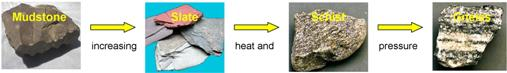 Mudstone
increasing
Slate
heat and
Schist
pressure
Gneiss